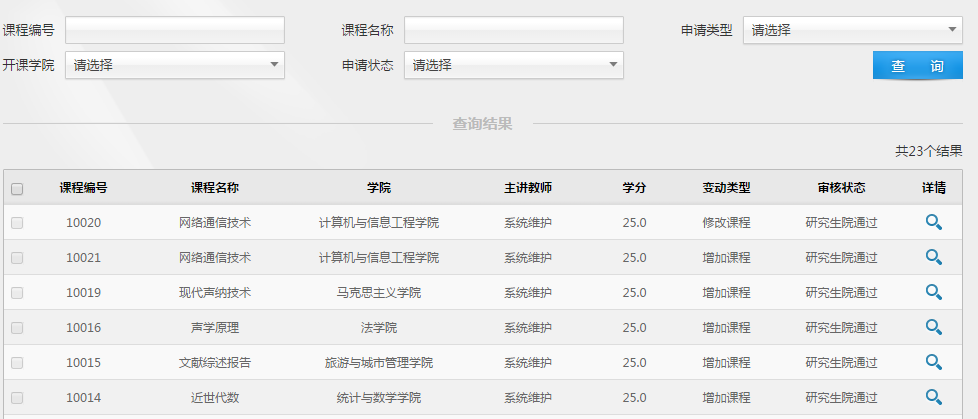 课程编号 课程名称 申请类型 请选择
开课学院 请选择 申请状态 请选择 查 询
查询结果
共23个结果
课程编号 课程名称 学院 主讲教师 学分 变动类型 审核状态 详情
10020 网络通信技术 计算机与信息工程学院 系统维护 25.0 修改课程 研究生院通过
10021 网络通信技术 计算机与信息工程学院 系统维护 25.0 增加课程 研究生院通过
10019 现代声纳技术 马克思主义学院 系统维护 25.0 增加课程 研究生院通过
10016 声学原理 法学院 系统维护 25.0 增加课程 研究生院通过
10015 文献综述报告 旅游与城市管理学院 系统维护 25.0 增加课程 研究生院通过
10014 近世代数 统计与数学学院 系统维护 25.0 增加课程 研究生院通过